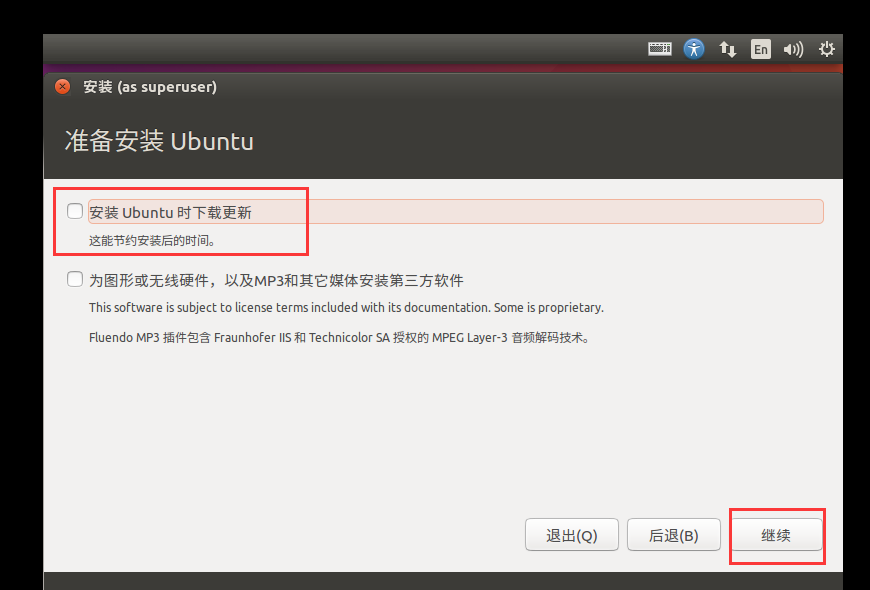 En
安装 (as superuser)
准备安装 Ubuntu
安装 Ubuntu 时下载更新
这能节约安装后的时间。
为图形或无线硬件，以及MP3和其它媒体安装第三方软件
This software is subject to license terms included with its documentation. Some is proprietary.
Fluendo MP3 插件包含 Fraunhofer IIS 和 Technicolor SA 授权的 MPEG Layer-3 音频解码技术。
退出(Q) 后退(B) 继续